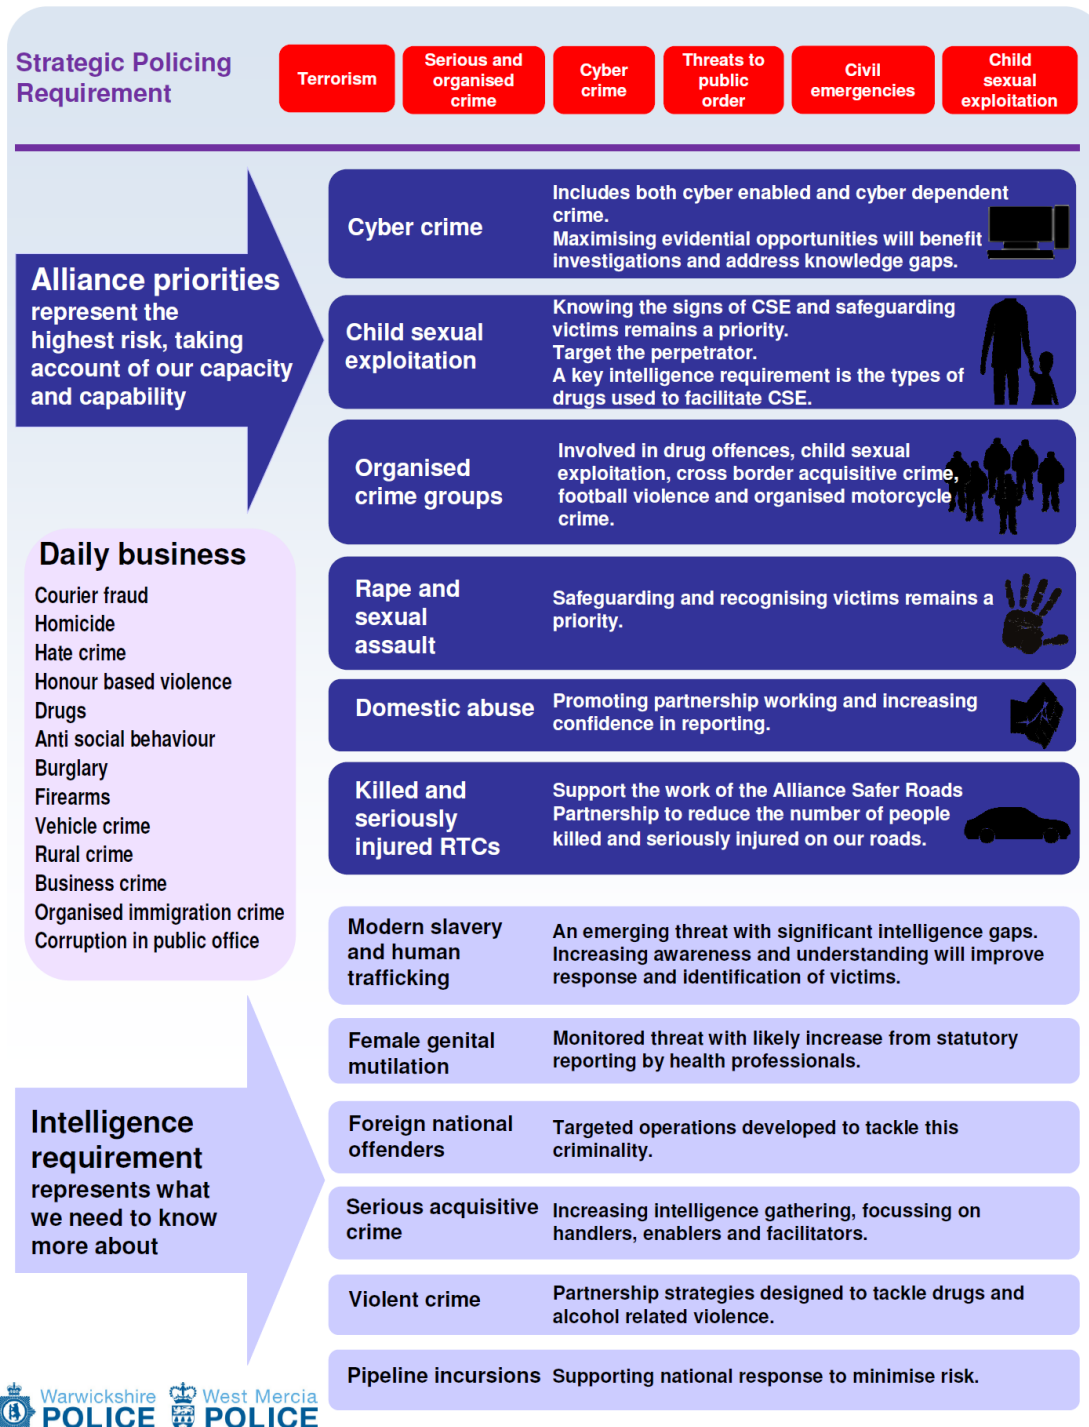 Strategic Policing
Requirement
Terrorism
Serious and
organised
crime
Cyber
crime
Threats to
public
order
Civil
emergencies
Child
sexual
exploitation
Alliance priorities
represent the
highest risk, taking
account of our capacity
and capability
Cyber crime
Includes both cyber enabled and cyber dependent
crime.
Maximising evidential opportunities will benefit
investigations and address knowledge gaps.
Child sexual
exploitation
Knowing the signs of CSE and safeguarding
victims remains a priority.
Target the perpetrator.
A key intelligence requirement is the types of
drugs used to facilitate CSE.
Organised
crime groups
Involved in drug offences, child sexual
exploitation, cross border acquisitive crime,
football violence and organised motorcycle
crime.
Rape and
sexual
assault
Safeguarding and recognising victims remains a
priority.
Domestic abuse
Promoting partnership working and increasing
confidence in reporting.
Killed and
seriously
injured RTCs
Support the work of the Alliance Safer Roads
Partnership to reduce the number of people
killed and seriously injured on our roads.
Daily business
Courier fraud
Homicide
Hate crime
Honour based violence
Drugs
Anti social behaviour
Burglary
Firearms
Vehicle crime
Rural crime
Business crime
Organised immigration crime
Corruption in public office
Intelligence
requirement
represents what
we need to know
more about
Modern slavery
and human
trafficking
An emerging threat with significant intelligence gaps.
Increasing awareness and understanding will improve
response and identification of victims.
Female genital
mutilation
Monitored threat with likely increase from statutory
reporting by health professionals.
Foreign national
offenders
Targeted operations developed to tackle this
criminality.
Serious acquisitive
crime
Increasing intelligence gathering, focussing on
handlers, enablers and facilitators.
Violent crime
Partnership strategies designed to tackle drugs and
alcohol related violence.
Pipeline incursions
Supporting national response to minimise risk.
Warwickshire
POLICE
West Mercia
POLICE